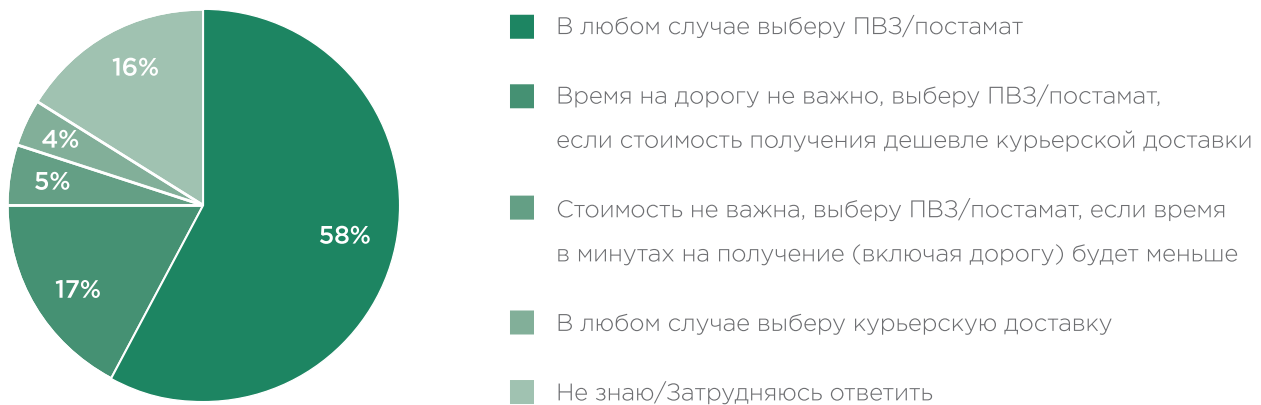 16%
4%
5%
58%
17%
В любом случае выберу ПВЗ/постамат
Время на дорогу не важно, выберу ПВЗ/постамат,
если стоимость получения дешевле курьерской доставки
Стоимость не важна, выберу ПВЗ/постамат, если время
в минутах на получение (включая дорогу) будет меньше
В любом случае выберу курьерскую доставку
Не знаю/Затрудняюсь ответить